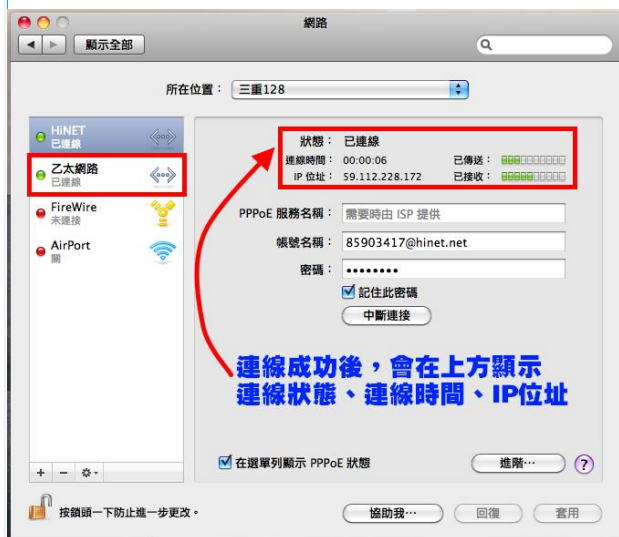 網路
顯示全部
所在位置： 三重128
HiNET
已連線
乙太網路
已連線
FireWire
未連接
AirPort
關
狀態： 已連線
連線時間： 00:00:06 已傳送：
IP 位址： 59.112.228.172 已接收：
PPPoE 服務名稱： 需要時由 ISP 提供
帳號名稱： 85903417@hinet.net
密碼： ••••••••
記住此密碼
中斷連接
連線成功後，會在上方顯示
連線狀態、連線時間、IP位址
在選單列顯示 PPPoE 狀態
進階… ?
+ −
按鎖頭一下防止進一步更改。
協助我… 回復 套用